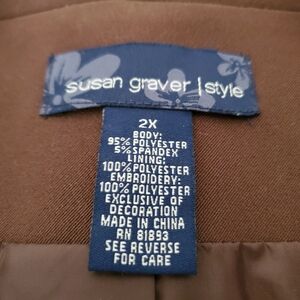 susan graver | style
2X
BODY:
95% POLYESTER
5% SPANDEX
LINING:
100% POLYESTER
EMBROIDERY:
100% POLYESTER
EXCLUSIVE OF
DECORATION
MADE IN CHINA
RN 81893
SEE REVERSE
FOR CARE